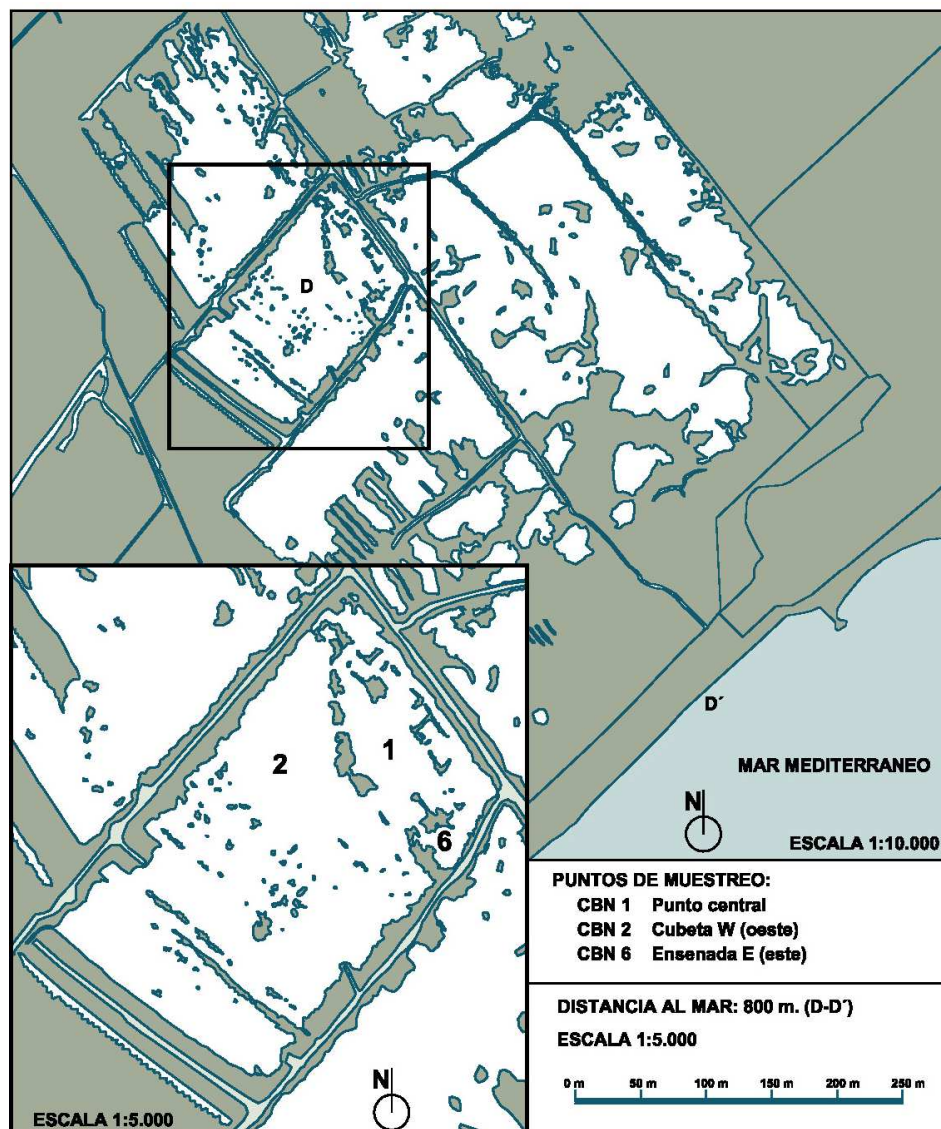 D
D´
MAR MEDITERRANEO
N
ESCALA 1:10.000
2
1
6
N
ESCALA 1:5.000
PUNTOS DE MUESTREO:
CBN 1 Punto central
CBN 2 Cubeta W (oeste)
CBN 6 Ensenada E (este)
DISTANCIA AL MAR: 800 m. (D-D´)
ESCALA 1:5.000
0 m 50 m 100 m 150 m 200 m 250 m